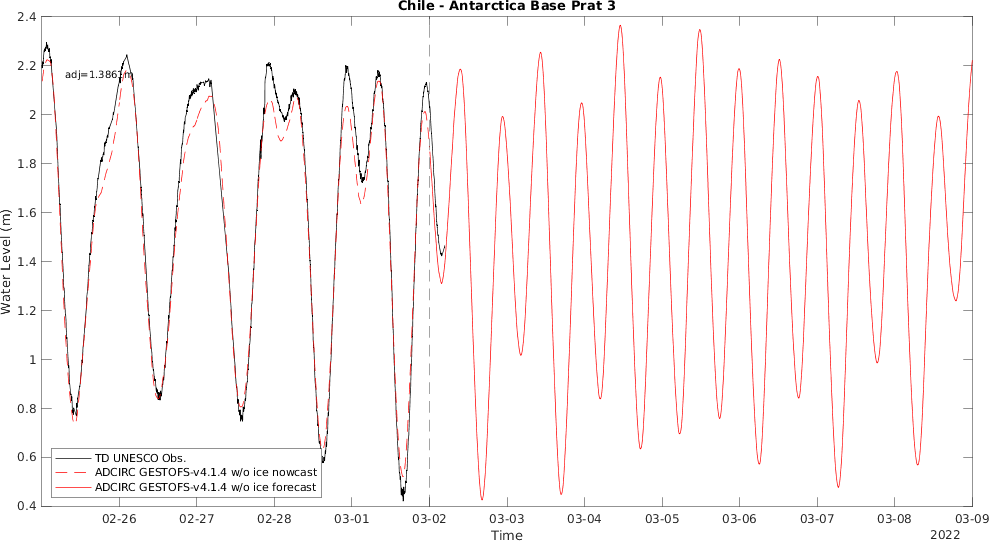 Chile - Antarctica Base Prat 3
2.4
2.2
2
1.8
1.6
1.4
1.2
1
0.8
0.6
0.4
Water Level (m)
adj=1.3861m
TD UNESCO Obs.
ADCIRC GESTOFS-v4.1.4 w/o ice nowcast
ADCIRC GESTOFS-v4.1.4 w/o ice forecast
02-26 02-27 02-28 03-01 03-02 03-03 03-04 03-05 03-06 03-07 03-08 03-09
Time
2022